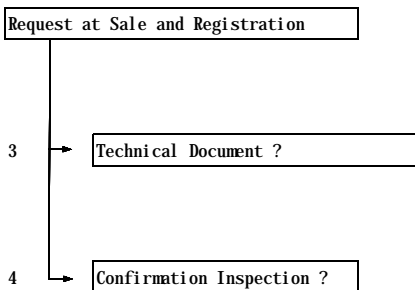 Request at Sale and Registration
3 Technical Document ?
4 Confirmation Inspection ?